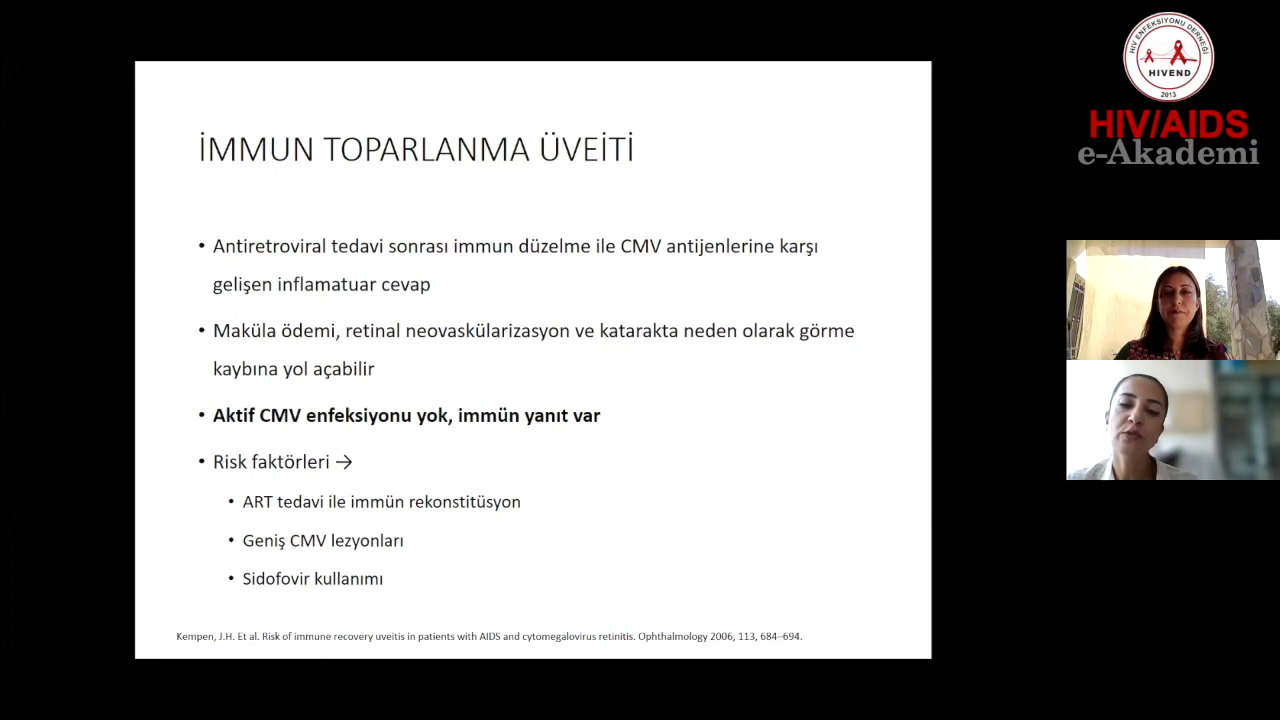 İMMUN TOPARLANMA ÜVEİTİ
• Antiretroviral tedavi sonrası immun düzelme ile CMV antijenlerine karşı
gelişen inflamatuar cevap
• Maküla ödemi, retinal neovaskülarizasyon ve katarakta neden olarak görme
kaybına yol açabilir
• Aktif CMV enfeksiyonu yok, immün yanıt var
• Risk faktörleri →
• ART tedavi ile immün rekonstitüsyon
• Geniş CMV lezyonları
• Sidofovir kullanımı
Kempen, J.H. Et al. Risk of immune recovery uveitis in patients with AIDS and cytomegalovirus retinitis. Ophthalmology 2006, 113, 684–694.
HIV ENFEKSİYONU DERNEĞİ
HIVEND
2013
HIV/AIDS
e-Akademi